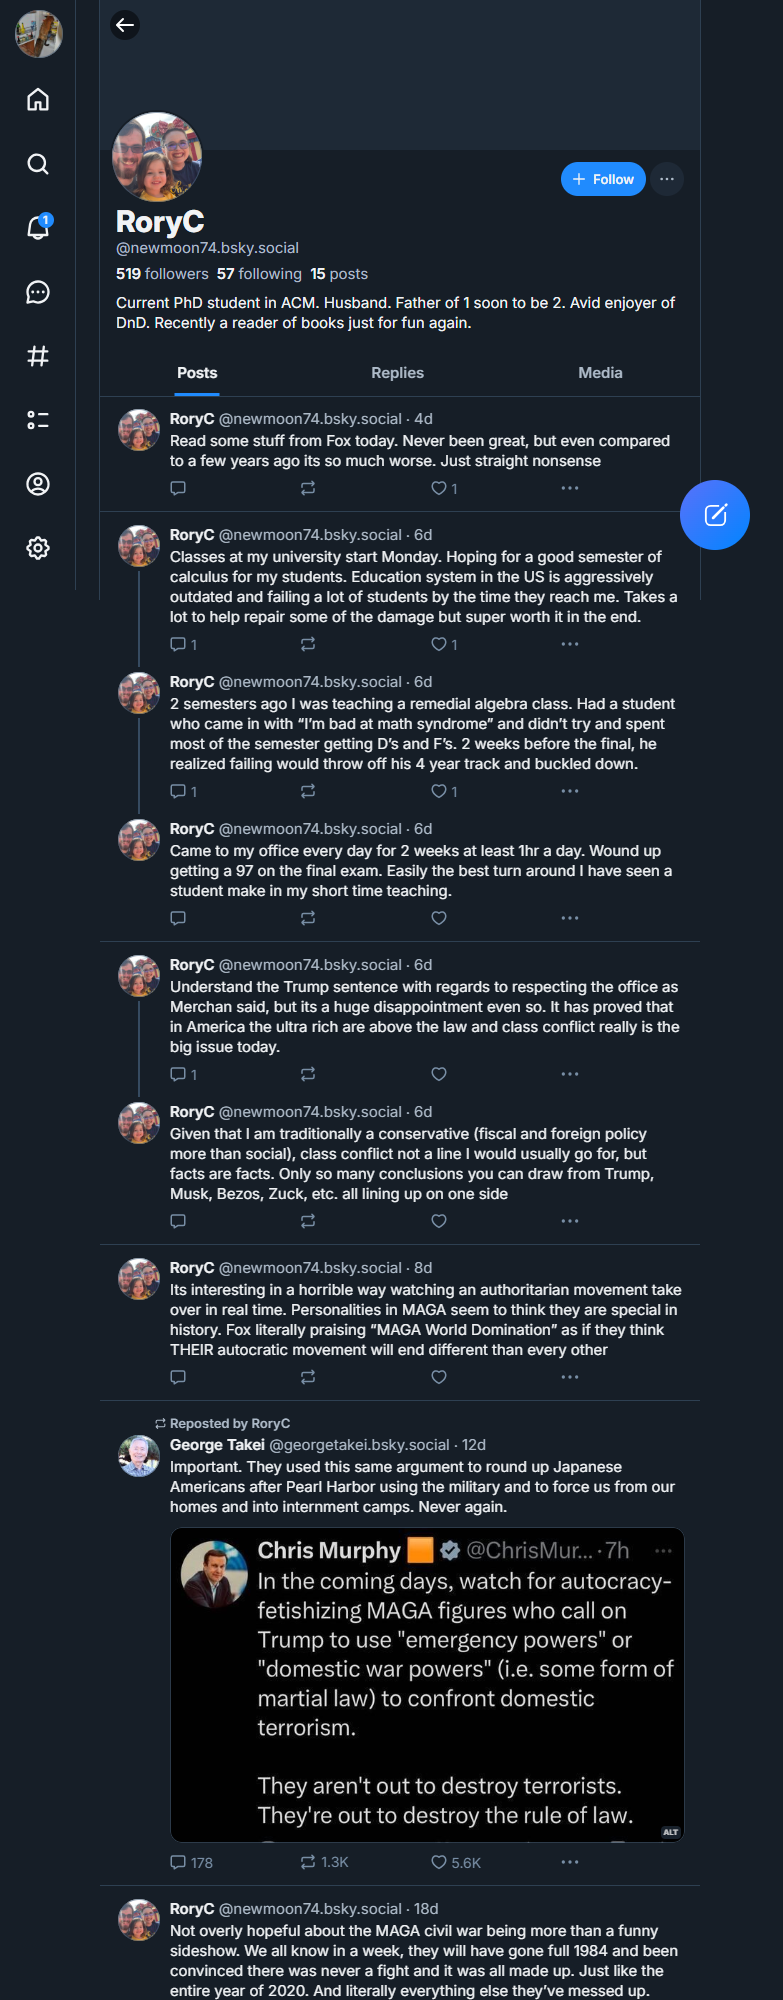 1
+ Follow
RoryC
@newmoon74.bsky.social
519 followers 57 following 15 posts
Current PhD student in ACM. Husband. Father of 1 soon to be 2. Avid enjoyer of
DnD. Recently a reader of books just for fun again.
Posts Replies Media
RoryC @newmoon74.bsky.social · 4d
Read some stuff from Fox today. Never been great, but even compared
to a few years ago its so much worse. Just straight nonsense
1
RoryC @newmoon74.bsky.social · 6d
Classes at my university start Monday. Hoping for a good semester of
calculus for my students. Education system in the US is aggressively
outdated and failing a lot of students by the time they reach me. Takes a
lot to help repair some of the damage but super worth it in the end.
1 1
RoryC @newmoon74.bsky.social · 6d
2 semesters ago I was teaching a remedial algebra class. Had a student
who came in with “I’m bad at math syndrome” and didn’t try and spent
most of the semester getting D’s and F’s. 2 weeks before the final, he
realized failing would throw off his 4 year track and buckled down.
1 1
RoryC @newmoon74.bsky.social · 6d
Came to my office every day for 2 weeks at least 1hr a day. Wound up
getting a 97 on the final exam. Easily the best turn around I have seen a
student make in my short time teaching.
RoryC @newmoon74.bsky.social · 6d
Understand the Trump sentence with regards to respecting the office as
Merchan said, but its a huge disappointment even so. It has proved that
in America the ultra rich are above the law and class conflict really is the
big issue today.
1
RoryC @newmoon74.bsky.social · 6d
Given that I am traditionally a conservative (fiscal and foreign policy
more than social), class conflict not a line I would usually go for, but
facts are facts. Only so many conclusions you can draw from Trump,
Musk, Bezos, Zuck, etc. all lining up on one side
RoryC @newmoon74.bsky.social · 8d
Its interesting in a horrible way watching an authoritarian movement take
over in real time. Personalities in MAGA seem to think they are special in
history. Fox literally praising “MAGA World Domination” as if they think
THEIR autocratic movement will end different than every other
Reposted by RoryC
George Takei @georgetakei.bsky.social · 12d
Important. They used this same argument to round up Japanese
Americans after Pearl Harbor using the military and to force us from our
homes and into internment camps. Never again.
Chris Murphy 🟧 @ChrisMur... · 7h
In the coming days, watch for autocracy-
fetishizing MAGA figures who call on
Trump to use "emergency powers" or
"domestic war powers" (i.e. some form of
martial law) to confront domestic
terrorism.
They aren't out to destroy terrorists.
They're out to destroy the rule of law.
ALT
178 1.3K 5.6K
RoryC @newmoon74.bsky.social · 18d
Not overly hopeful about the MAGA civil war being more than a funny
sideshow. We all know in a week, they will have gone full 1984 and been
convinced there was never a fight and it was all made up. Just like the
entire year of 2020. And literally everything else they’ve messed up.